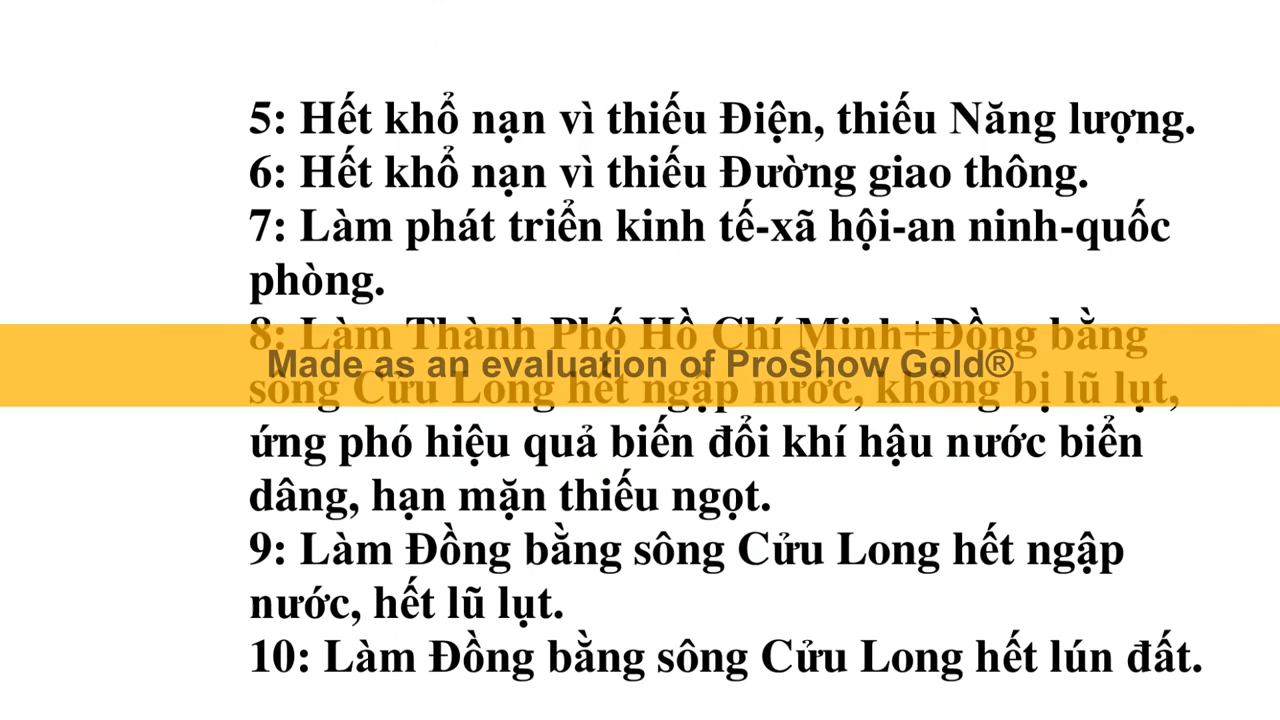 5: Hết khổ nạn vì thiếu Điện, thiếu Năng lượng.
6: Hết khổ nạn vì thiếu Đường giao thông.
7: Làm phát triển kinh tế-xã hội-an ninh-quốc
phòng.
8: Làm Thành Phố Hồ Chí Minh+Đồng bằng
Made as an evaluation of ProShow Gold®
sông Cửu Long hết ngập nước, không bị lũ lụt,
ứng phó hiệu quả biến đổi khí hậu nước biển
dâng, hạn mặn thiếu ngọt.
9: Làm Đồng bằng sông Cửu Long hết ngập
nước, hết lũ lụt.
10: Làm Đồng bằng sông Cửu Long hết lún đất.